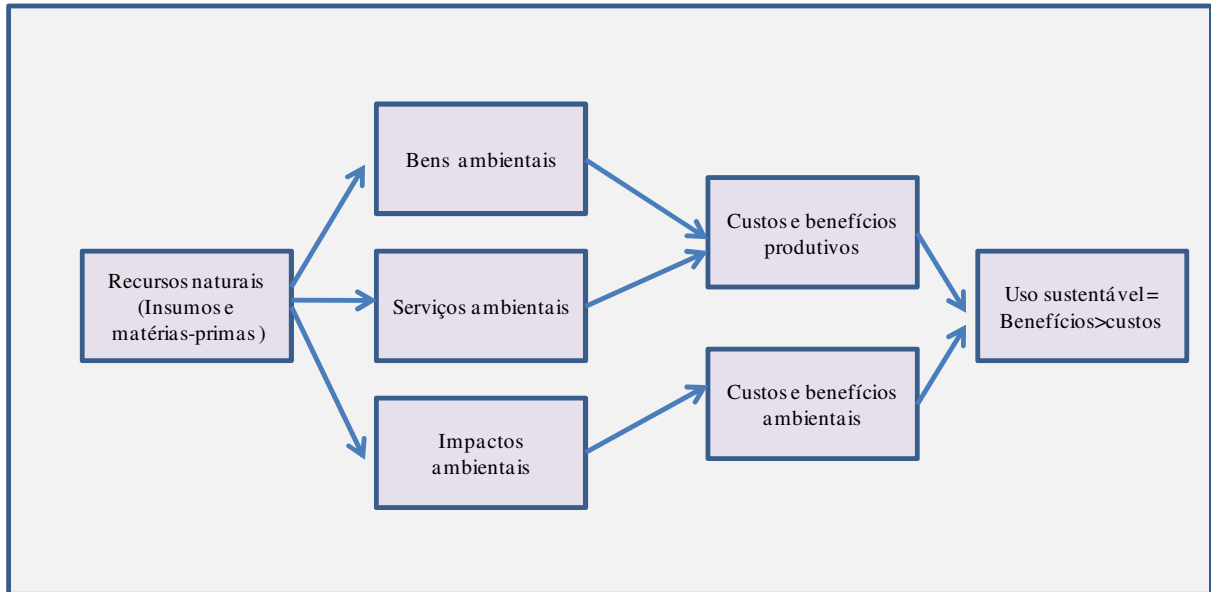 Recursos naturais
(Insumos e
matérias-primas)
Bens ambientais
Serviços ambientais
Impactos
ambientais
Custos e benefícios
produtivos
Custos e benefícios
ambientais
Uso sustentável=
Benefícios>custos